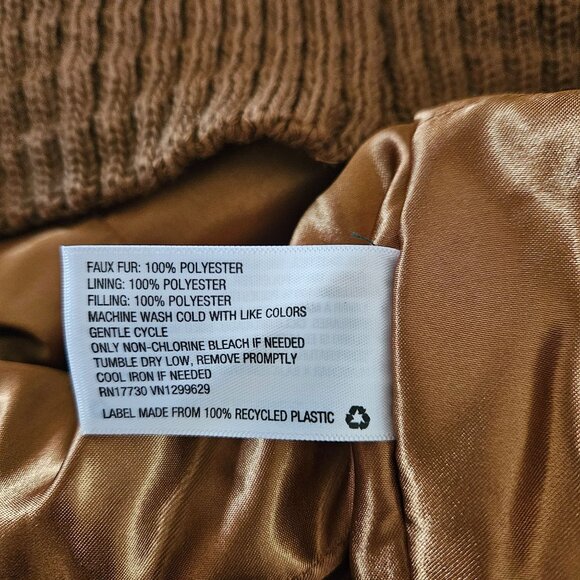 FAUX FUR: 100% POLYESTER
LINING: 100% POLYESTER
FILLING: 100% POLYESTER
MACHINE WASH COLD WITH LIKE COLORS
GENTLE CYCLE
ONLY NON-CHLORINE BLEACH IF NEEDED
TUMBLE DRY LOW, REMOVE PROMPTLY
COOL IRON IF NEEDED
RN17730 VN1299629
LABEL MADE FROM 100% RECYCLED PLASTIC